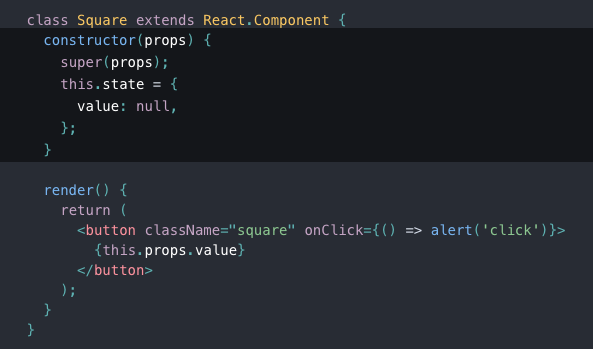 class Square extends React.Component {
  constructor(props) {
    super(props);
    this.state = {
      value: null,
    };
  }

  render() {
    return (
      <button className="square" onClick={() => alert('click')}>
        {this.props.value}
      </button>
    );
  }
}